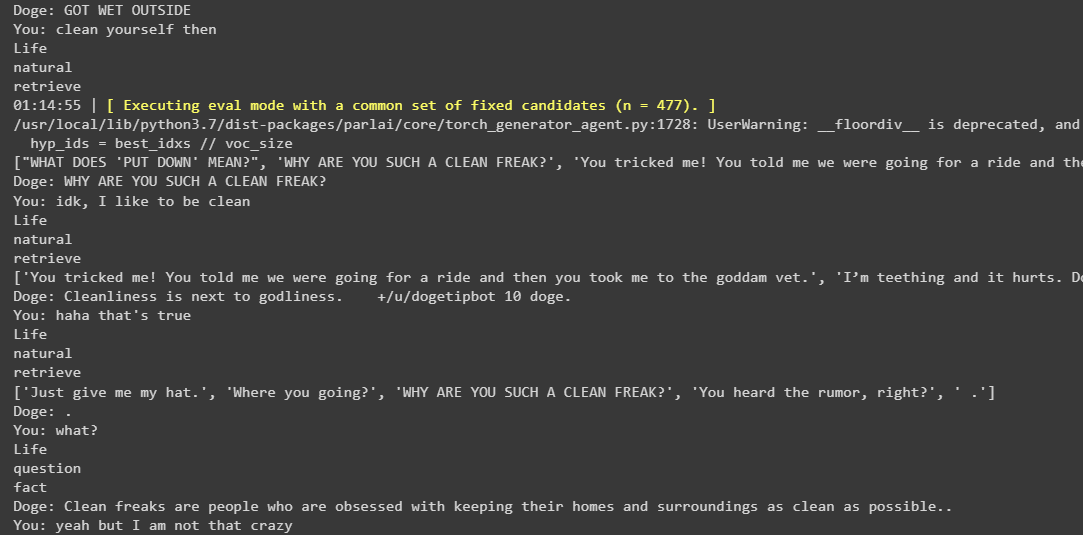 Doge: GOT WET OUTSIDE
You: clean yourself then
Life
natural
retrieve
01:14:55 | [ Executing eval mode with a common set of fixed candidates (n = 477). ]
/usr/local/lib/python3.7/dist-packages/parlai/core/torch_generator_agent.py:1728: UserWarning: __floordiv__ is deprecated, and
  hyp_ids = best_idxs // voc_size
["WHAT DOES 'PUT DOWN' MEAN?", 'WHY ARE YOU SUCH A CLEAN FREAK?', 'You tricked me! You told me we were going for a ride and the
Doge: WHY ARE YOU SUCH A CLEAN FREAK?
You: idk, I like to be clean
Life
natural
retrieve
['You tricked me! You told me we were going for a ride and then you took me to the goddam vet.', 'I’m teething and it hurts. Do
Doge: Cleanliness is next to godliness.    +/u/dogetipbot 10 doge.
You: haha that's true
Life
natural
retrieve
['Just give me my hat.', 'Where you going?', 'WHY ARE YOU SUCH A CLEAN FREAK?', 'You heard the rumor, right?', ' .']
Doge: .
You: what?
Life
question
fact
Doge: Clean freaks are people who are obsessed with keeping their homes and surroundings as clean as possible..
You: yeah but I am not that crazy